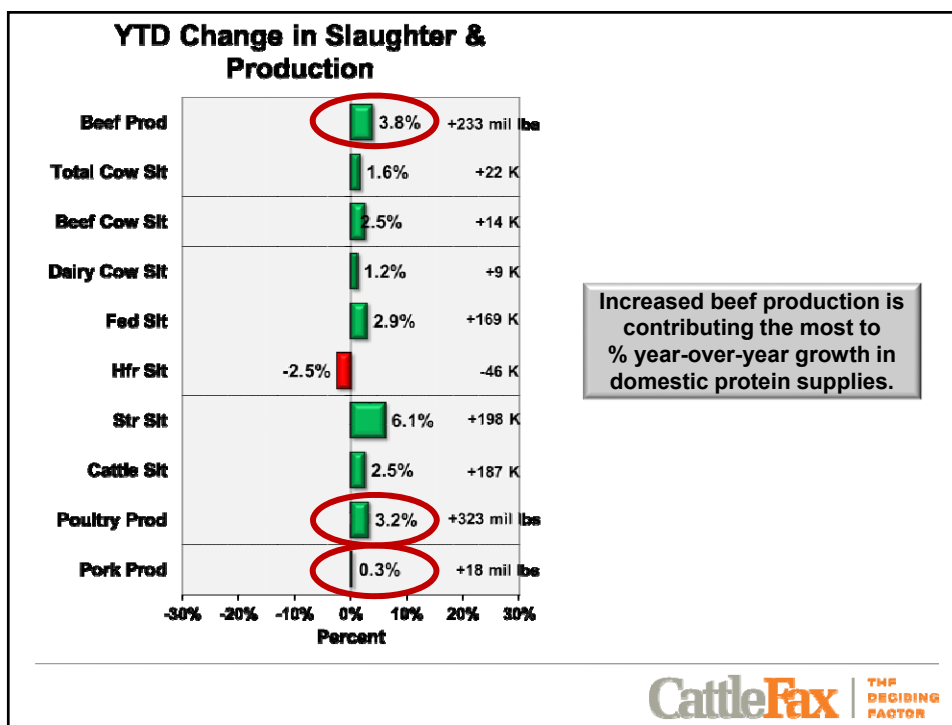 YTD Change in Slaughter &
Production
Beef Prod 3.8% +233 mil lbs
Total Cow Slt 1.6% +22 K
Beef Cow Slt 2.5% +14 K
Dairy Cow Slt 1.2% +9 K
Fed Slt 2.9% +169 K
Hfr Slt -2.5% -46 K
Str Slt 6.1% +198 K
Cattle Slt 2.5% +187 K
Poultry Prod 3.2% +323 mil lbs
Pork Prod 0.3% +18 mil lbs
-30% -20% -10% 0% 10% 20% 30%
Percent
Increased beef production is
contributing the most to
% year-over-year growth in
domestic protein supplies.
CattleFax
THE
DECIDING
FACTOR